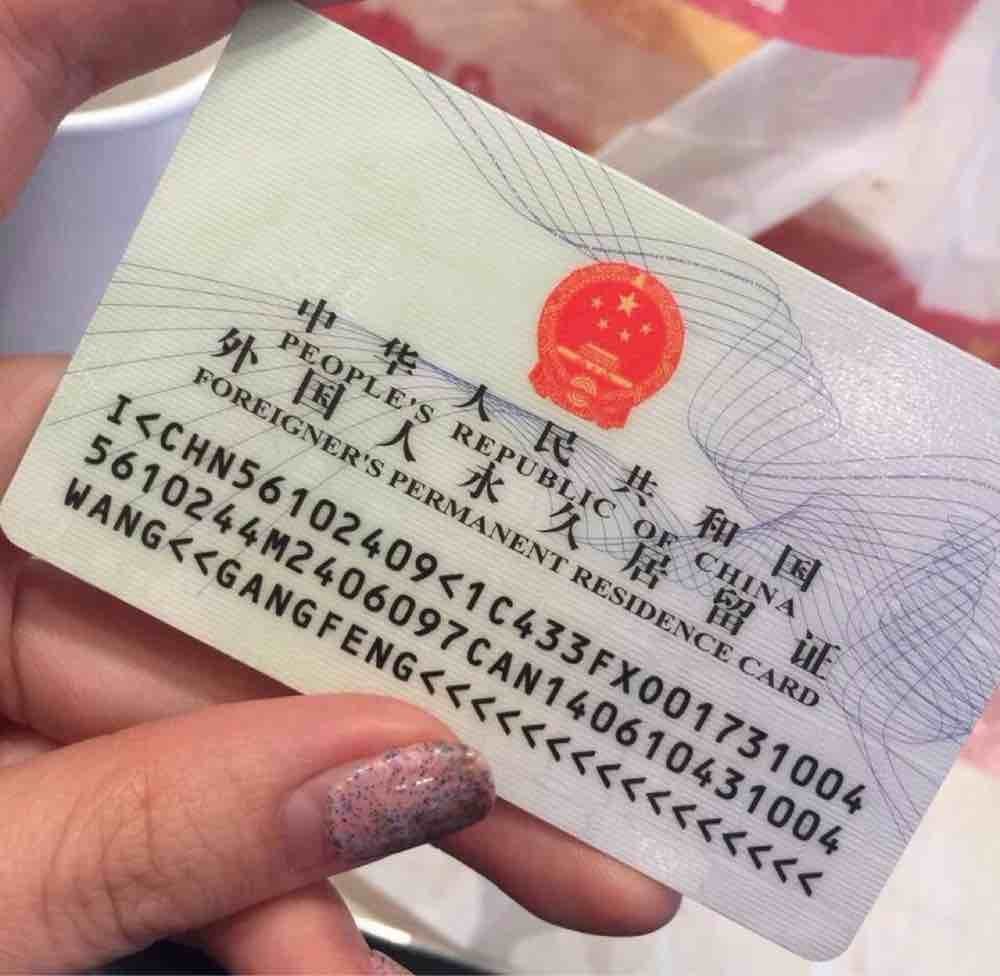 中华人民共和国
PEOPLE'S REPUBLIC OF CHINA
外国人永久居留证
FOREIGNER'S PERMANENT RESIDENCE CARD
I<CHN56102409<1C433FX001731004
5610244M2406097CAN140610431004
WANG<<GANGFENG<<<<<<<<<<<<<<<<